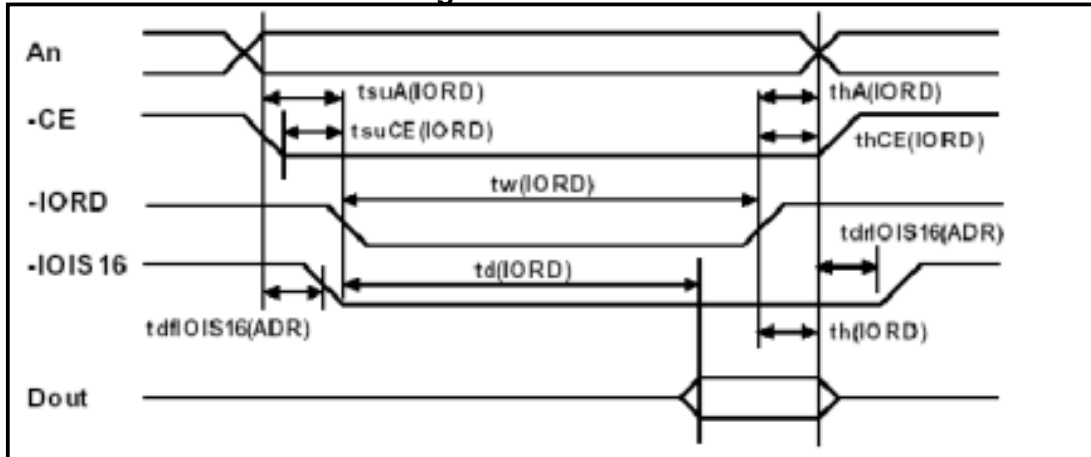 An
tsuA(IORD)
thA(IORD)
-CE
tsuCE(IORD)
thCE(IORD)
tw(IORD)
-IORD
tdrIOIS16(ADR)
-IOIS16
td(IORD)
tdfIOIS16(ADR)
th(IORD)
Dout